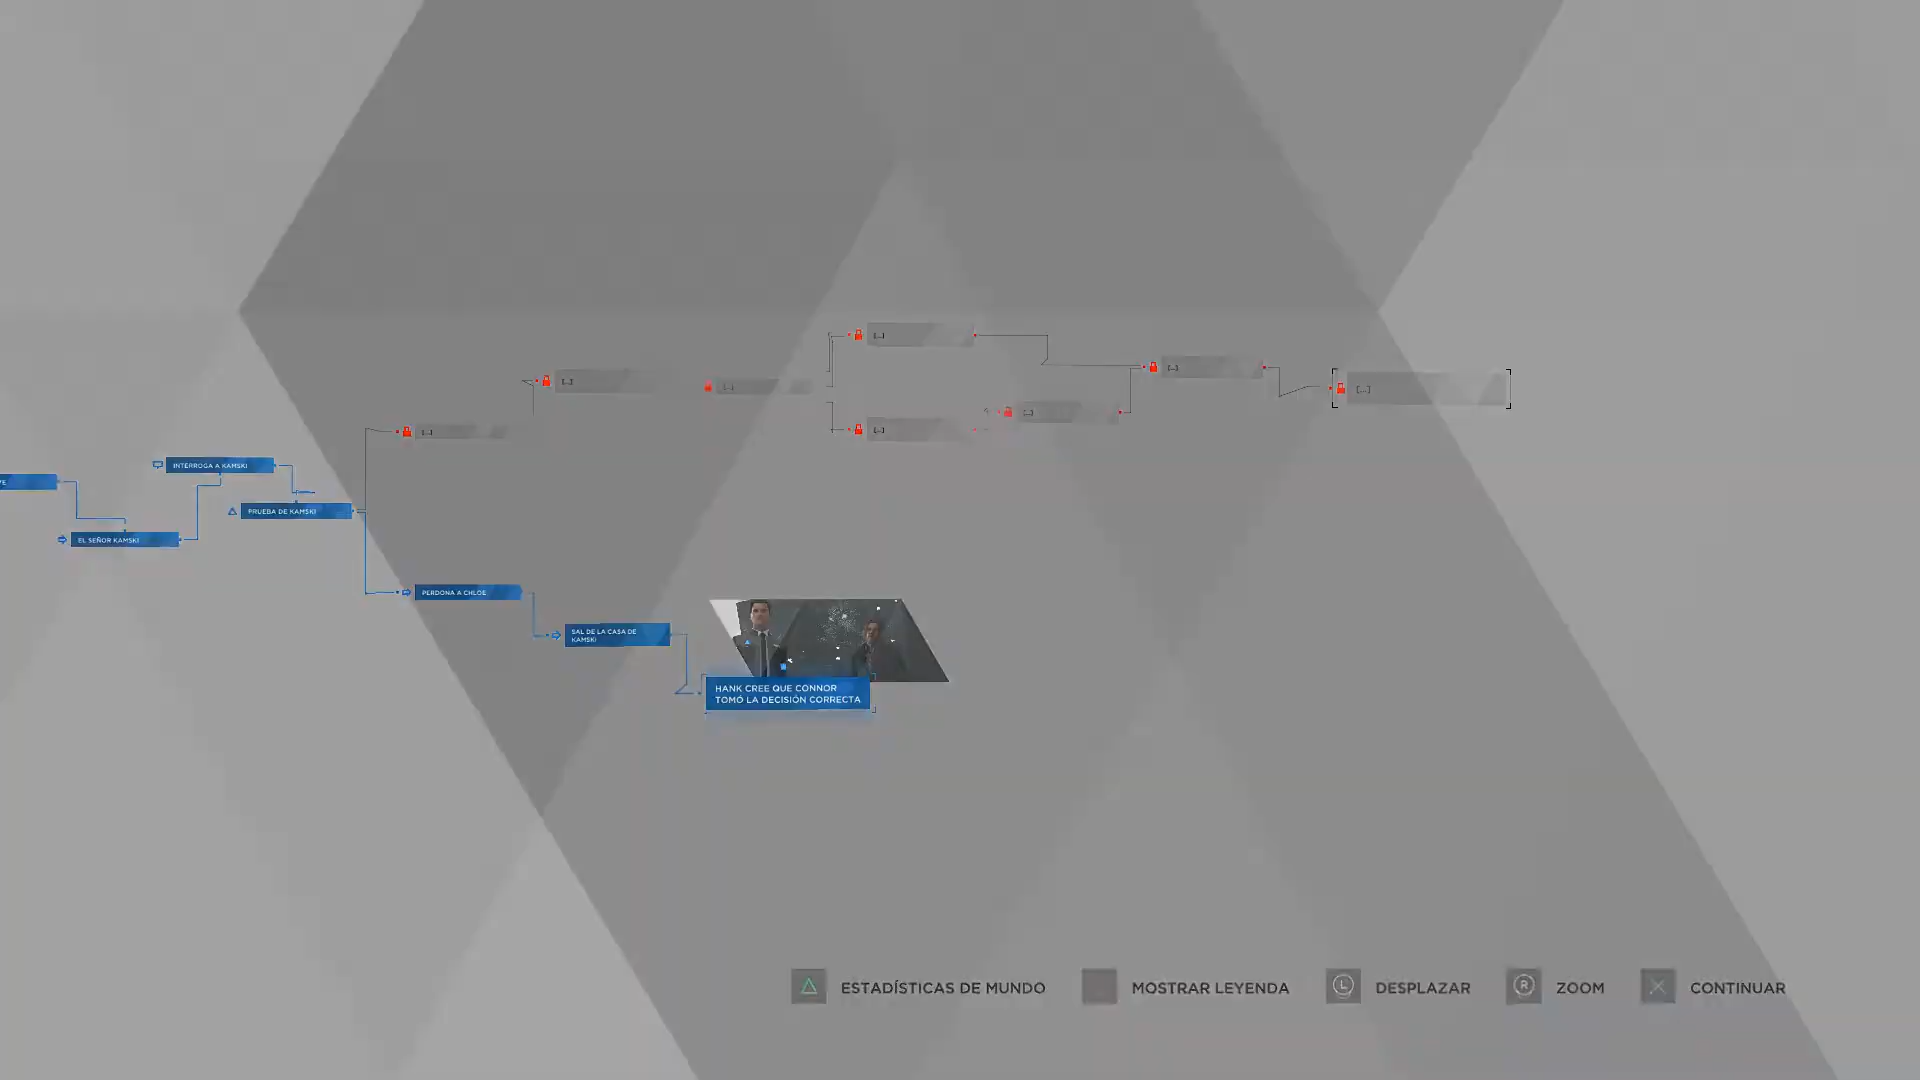 [...]
[...]
[...]
[...]
[...]
[...]
[...]
[...]
INTERROGA A KAMSKI
VE
PRUEBA DE KAMSKI
EL SEÑOR KAMSKI
PERDONA A CHLOE
SAL DE LA CASA DE
KAMSKI
HANK CREE QUE CONNOR
TOMÓ LA DECISIÓN CORRECTA
ESTADÍSTICAS DE MUNDO
MOSTRAR LEYENDA
L DESPLAZAR
R ZOOM
CONTINUAR